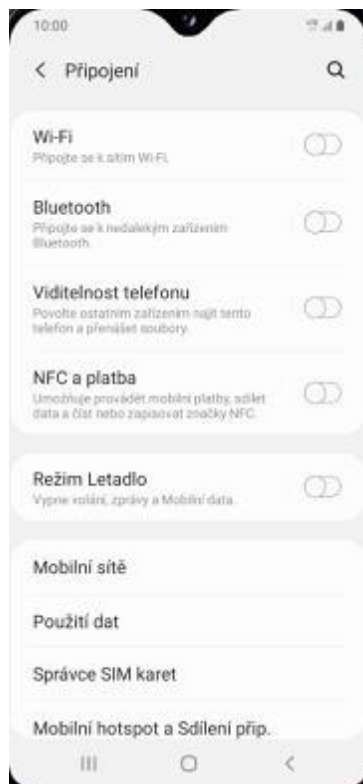 10:00
Připojení
Wi-Fi
Připojte se k sítím Wi-Fi.
Bluetooth
Připojte se k nedalekým zařízením
Bluetooth.
Viditelnost telefonu
Povolte ostatním zařízením najít tento
telefon a přenášet soubory.
NFC a platba
Umožňuje provádět mobilní platby, sdílet
data a číst nebo zapisovat značky NFC.
Režim Letadlo
Vypne volání, zprávy a Mobilní data.
Mobilní sítě
Použití dat
Správce SIM karet
Mobilní hotspot a Sdílení přip.